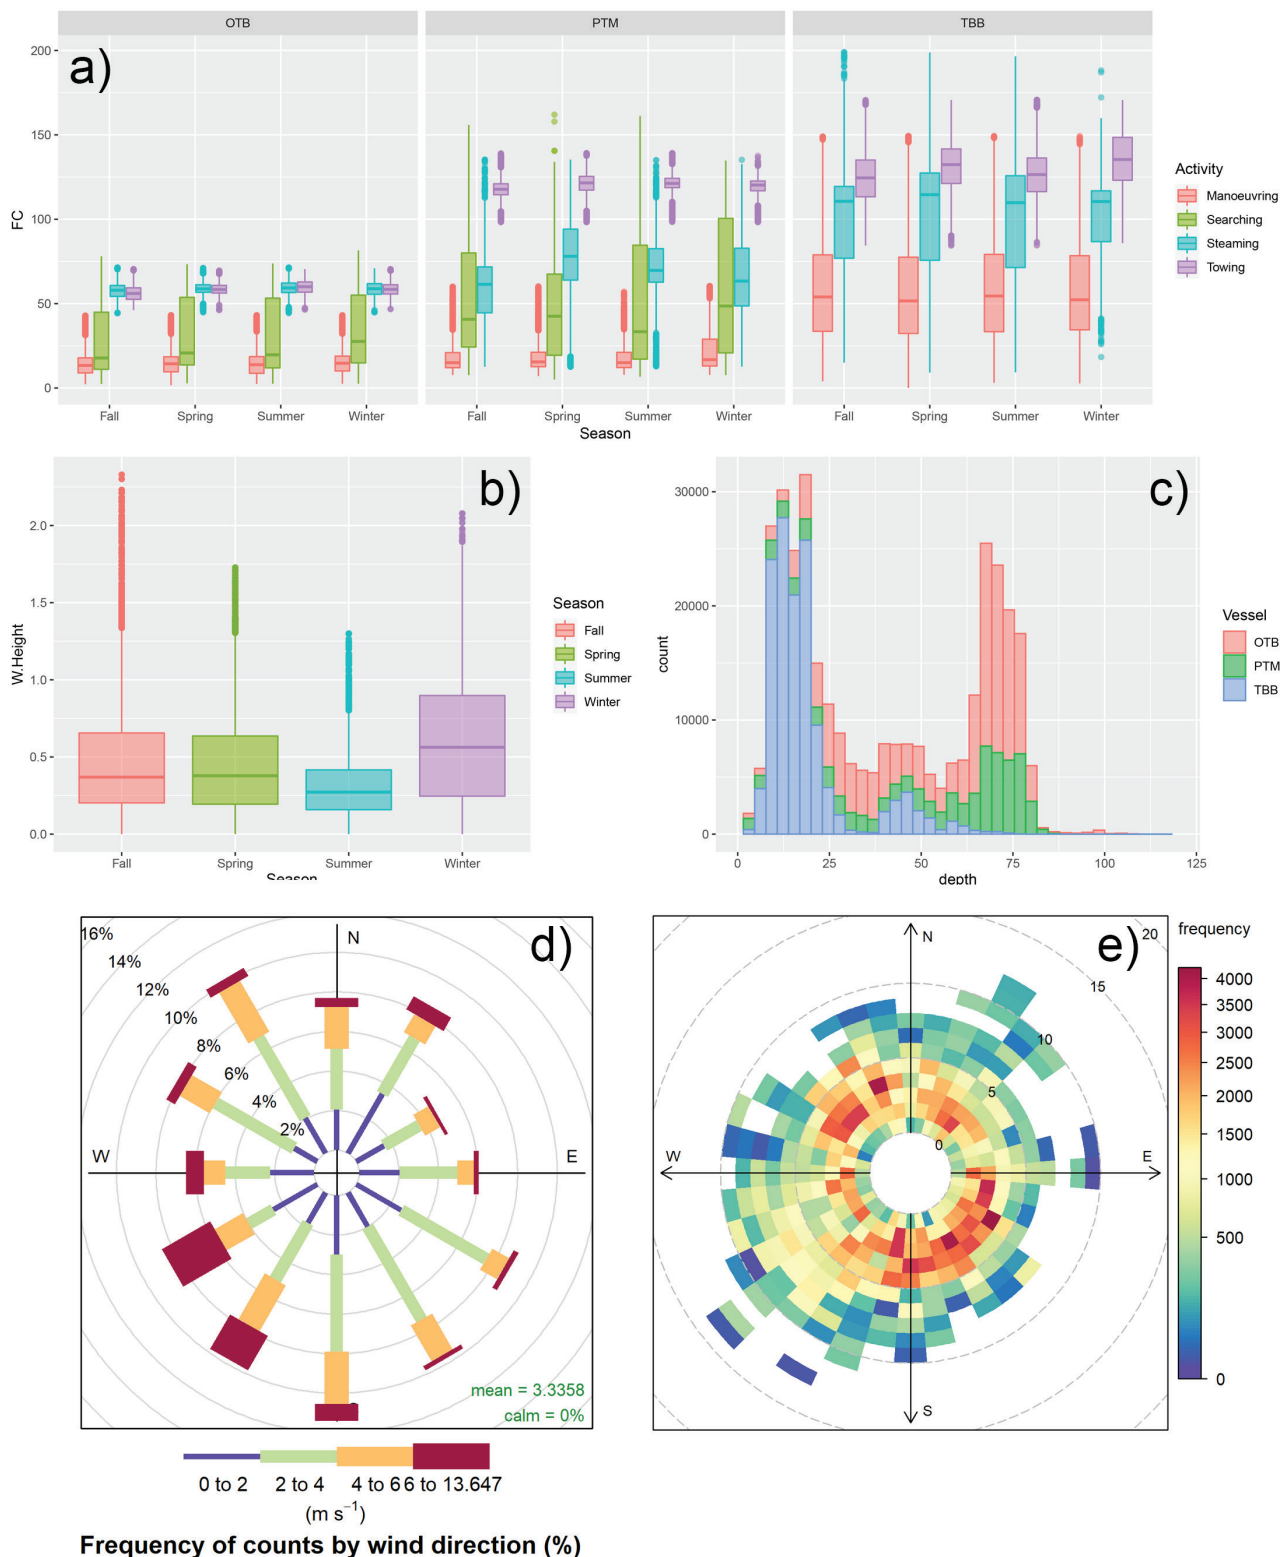 OTB PTM TBB
a)
200
150
100
50
0
FC
Fall Spring Summer Winter Fall Spring Summer Winter Fall Spring Summer Winter
Season
Activity
Manoeuvring
Searching
Steaming
Towing
b)
2.0
1.5
1.0
0.5
0.0
W.Height
Fall Spring Summer Winter
Season
Season
Fall
Spring
Summer
Winter
c)
30000
20000
10000
0
count
0 25 50 75 100 125
depth
Vessel
OTB
PTM
TBB
d)
16%
14%
12%
10%
8%
6%
4%
2%
N
W E
mean = 3.3358
calm = 0%
0 to 2 2 to 4 4 to 6 6 to 13.647
(m s⁻¹)
Frequency of counts by wind direction (%)
e)
20
15
10
5
0
N
W E
S
frequency
4000
3500
3000
2500
2000
1500
1000
500
0